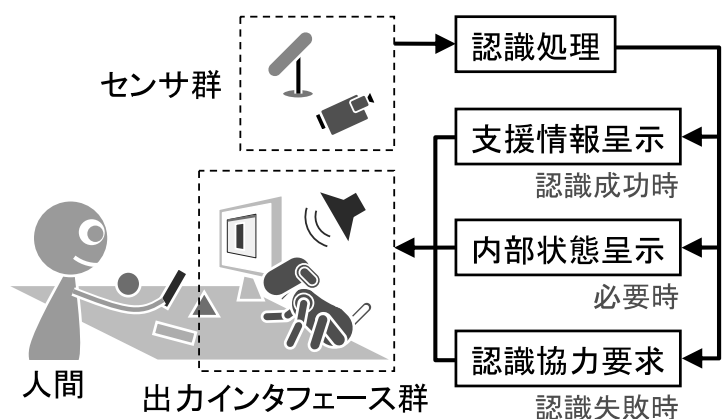 認識処理
センサ群
支援情報呈示
認識成功時
内部状態呈示
必要時
認識協力要求
認識失敗時
人間
出力インタフェース群